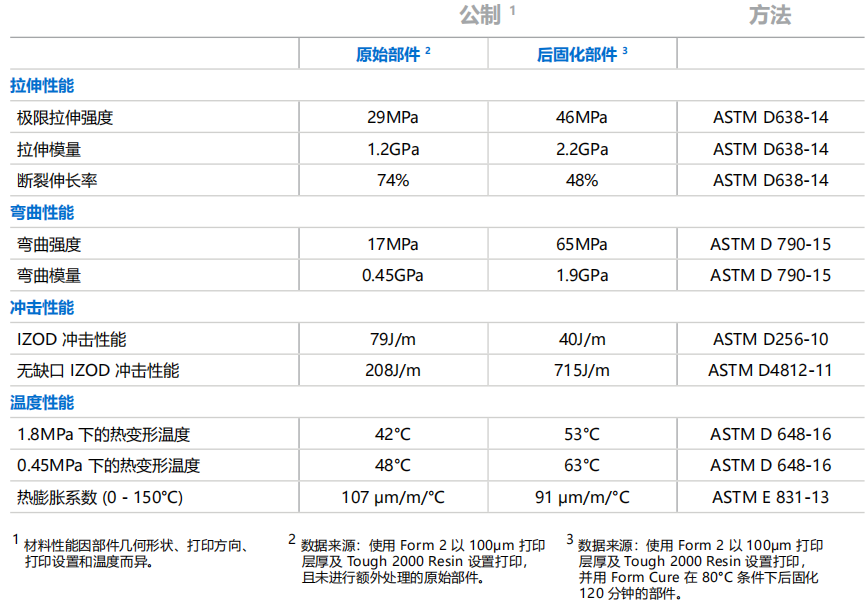 公制 1 方法
原始部件 2 后固化部件 3
拉伸性能
极限拉伸强度 29MPa 46MPa ASTM D638-14
拉伸模量 1.2GPa 2.2GPa ASTM D638-14
断裂伸长率 74% 48% ASTM D638-14
弯曲性能
弯曲强度 17MPa 65MPa ASTM D 790-15
弯曲模量 0.45GPa 1.9GPa ASTM D 790-15
冲击性能
IZOD 冲击性能 79J/m 40J/m ASTM D256-10
无缺口 IZOD 冲击性能 208J/m 715J/m ASTM D4812-11
温度性能
1.8MPa 下的热变形温度 42°C 53°C ASTM D 648-16
0.45MPa 下的热变形温度 48°C 63°C ASTM D 648-16
热膨胀系数 (0 - 150°C) 107 μm/m/°C 91 μm/m/°C ASTM E 831-13
1 材料性能因部件几何形状、打印方向、
打印设置和温度而异。
2 数据来源：使用 Form 2 以 100μm 打印
层厚及 Tough 2000 Resin 设置打印，
且未进行额外处理的原始部件。
3 数据来源：使用 Form 2 以 100μm 打印
层厚及 Tough 2000 Resin 设置打印，
并用 Form Cure 在 80°C 条件下后固化
120 分钟的部件。